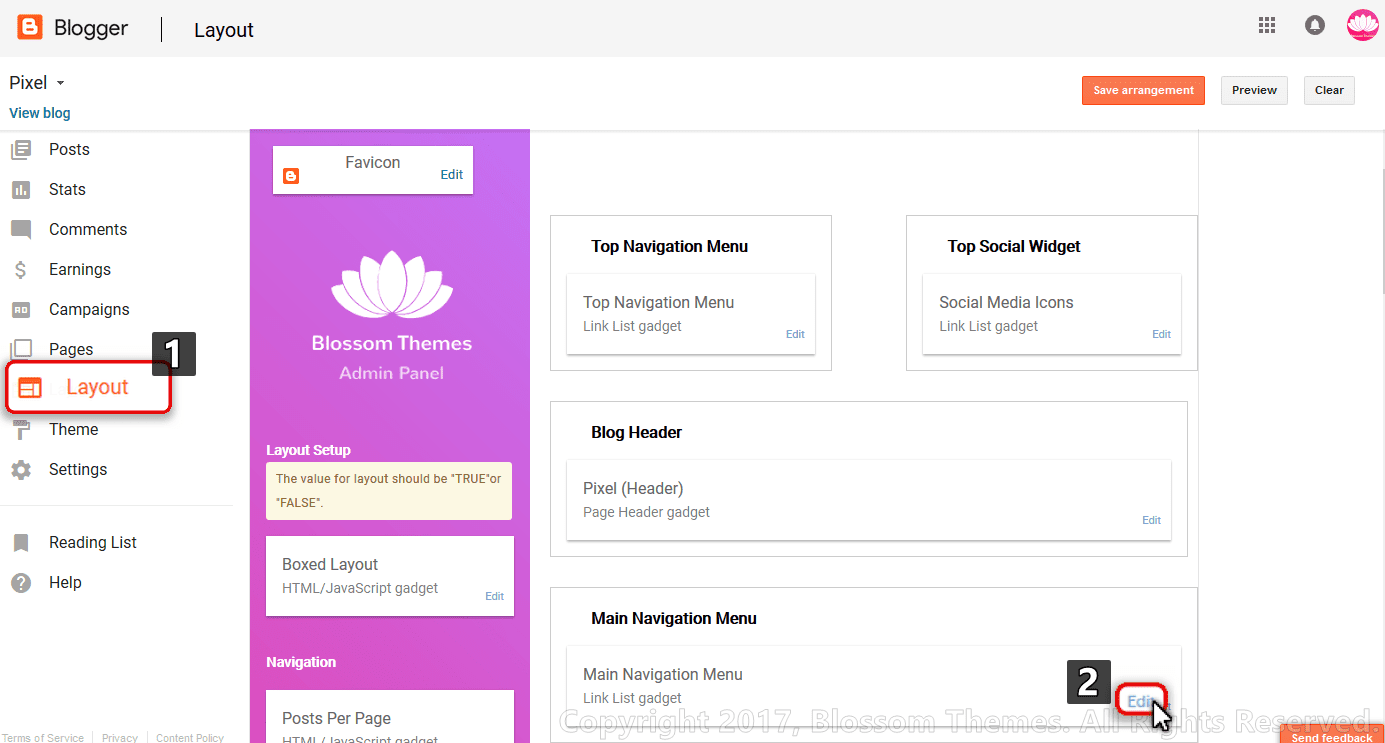 Blogger
Layout
Pixel
View blog
Save arrangement
Preview
Clear
Posts
Stats
Comments
Earnings
Campaigns
Pages
1
Layout
Theme
Settings
Reading List
Help
Terms of Service
Privacy
Content Policy
Favicon
Edit
Blossom Themes
Admin Panel
Layout Setup
The value for layout should be "TRUE"or
"FALSE".
Boxed Layout
HTML/JavaScript gadget
Edit
Navigation
Posts Per Page
HTML/JavaScript gadget
Top Navigation Menu
Top Navigation Menu
Link List gadget
Edit
Top Social Widget
Social Media Icons
Link List gadget
Edit
Blog Header
Pixel (Header)
Page Header gadget
Edit
Main Navigation Menu
Main Navigation Menu
Link List gadget
2
Edit
Copyright 2017, Blossom Themes. All Rights Reserved.
Send feedback